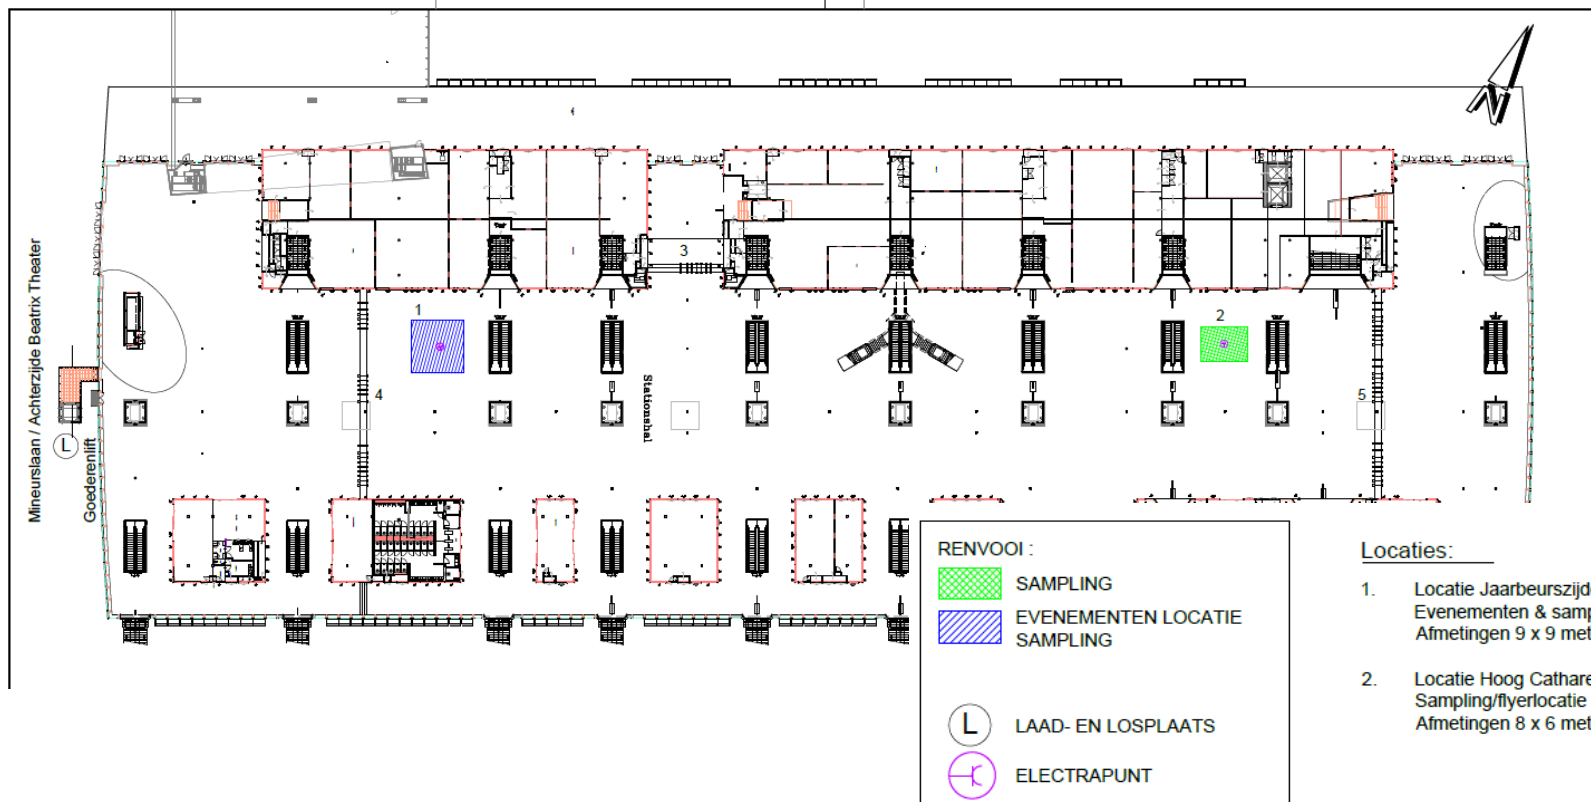 N
Mineurslaan / Achterzijde Beatrix Theater
Goederenlift
L
1
2
3
4
5
Stationshal
RENVOOI :
SAMPLING
EVENEMENTEN LOCATIE
SAMPLING
L LAAD- EN LOSPLAATS
ELECTRAPUNT
Locaties:
1. Locatie Jaarbeurszijd
Evenementen & samp
Afmetingen 9 x 9 met
2. Locatie Hoog Cathare
Sampling/flyerlocatie
Afmetingen 8 x 6 met